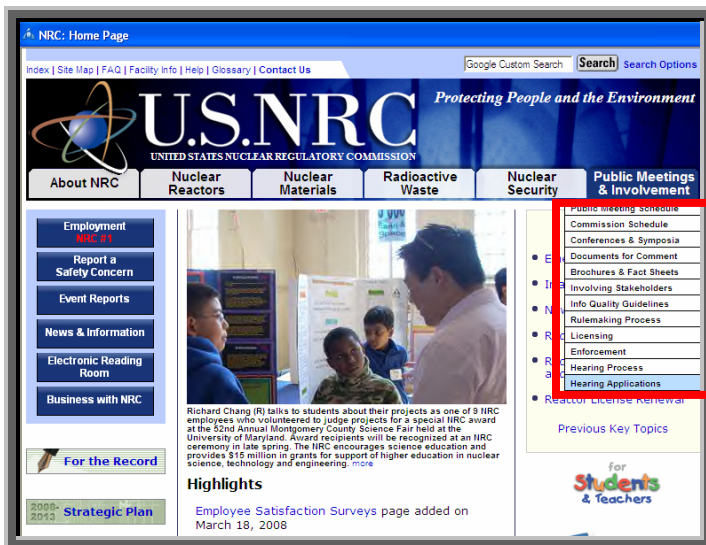 NRC: Home Page
Index | Site Map | FAQ | Facility Info | Help | Glossary | Contact Us
Google Custom Search
Search
Search Options
Protecting People and the Environment
U.S.NRC
UNITED STATES NUCLEAR REGULATORY COMMISSION
About NRC
Nuclear
Reactors
Nuclear
Materials
Radioactive
Waste
Nuclear
Security
Public Meetings
& Involvement
Employment
NRC #1
Report a
Safety Concern
Event Reports
News & Information
Electronic Reading
Room
Business with NRC
For the Record
2008-
2013
Strategic Plan
Richard Chang (R) talks to students about their projects as one of 9 NRC
employees who volunteered to judge projects for a special NRC award
at the 52nd Annual Montgomery County Science Fair held at the
University of Maryland. Award recipients will be recognized at an NRC
ceremony in late spring. The NRC encourages science education and
provides $15 million in grants for support of higher education in nuclear
science, technology and engineering. more
Highlights
Employee Satisfaction Surveys page added on
March 18, 2008
Public Meeting Schedule
Commission Schedule
Conferences & Symposia
Documents for Comment
Brochures & Fact Sheets
Involving Stakeholders
Info Quality Guidelines
Rulemaking Process
Licensing
Enforcement
Hearing Process
Hearing Applications
Reactor License Renewal
Previous Key Topics
for
Students
& Teachers